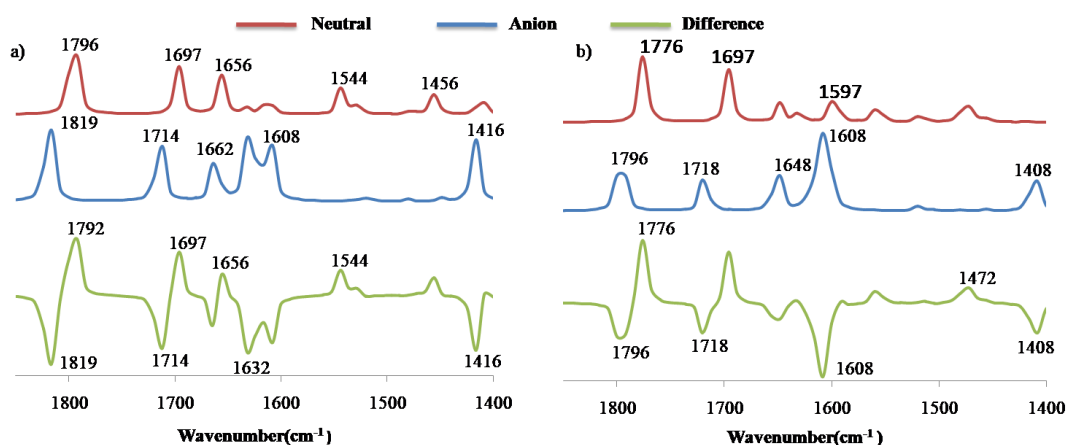 Neutral Anion Difference
a)
1796 1697 1656 1544 1456
1819 1714 1662 1608 1416
1792 1697 1656 1544
1819 1714 1632 1416
1800 1700 1600 1500 1400
Wavenumber(cm⁻¹)
b)
1776 1697 1597
1796 1718 1648 1608 1408
1776 1472
1796 1718 1608 1408
1800 1700 1600 1500 1400
Wavenumber(cm⁻¹)